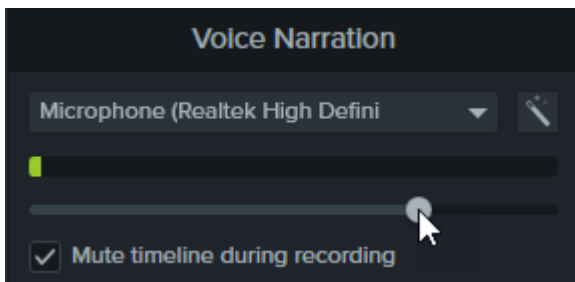 Voice Narration
Microphone (Realtek High Defini
Mute timeline during recording